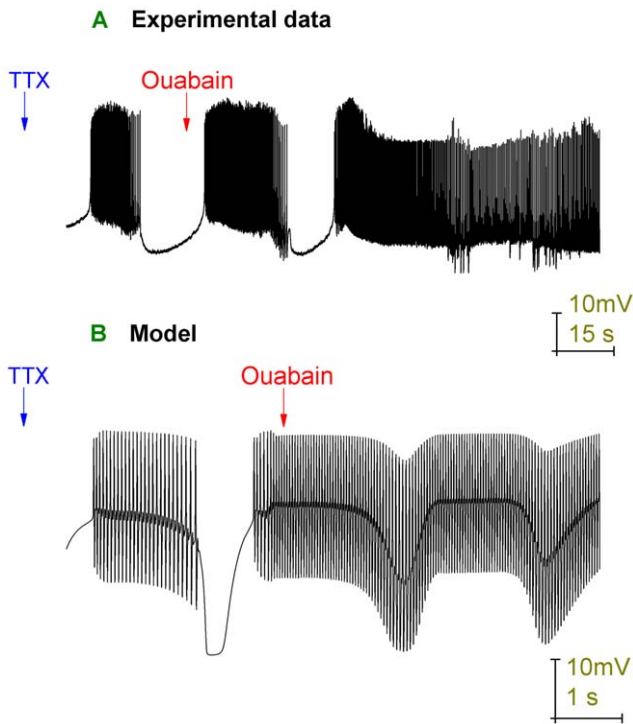 A Experimental data
TTX
Ouabain
10mV
15 s
B Model
TTX
Ouabain
10mV
1 s